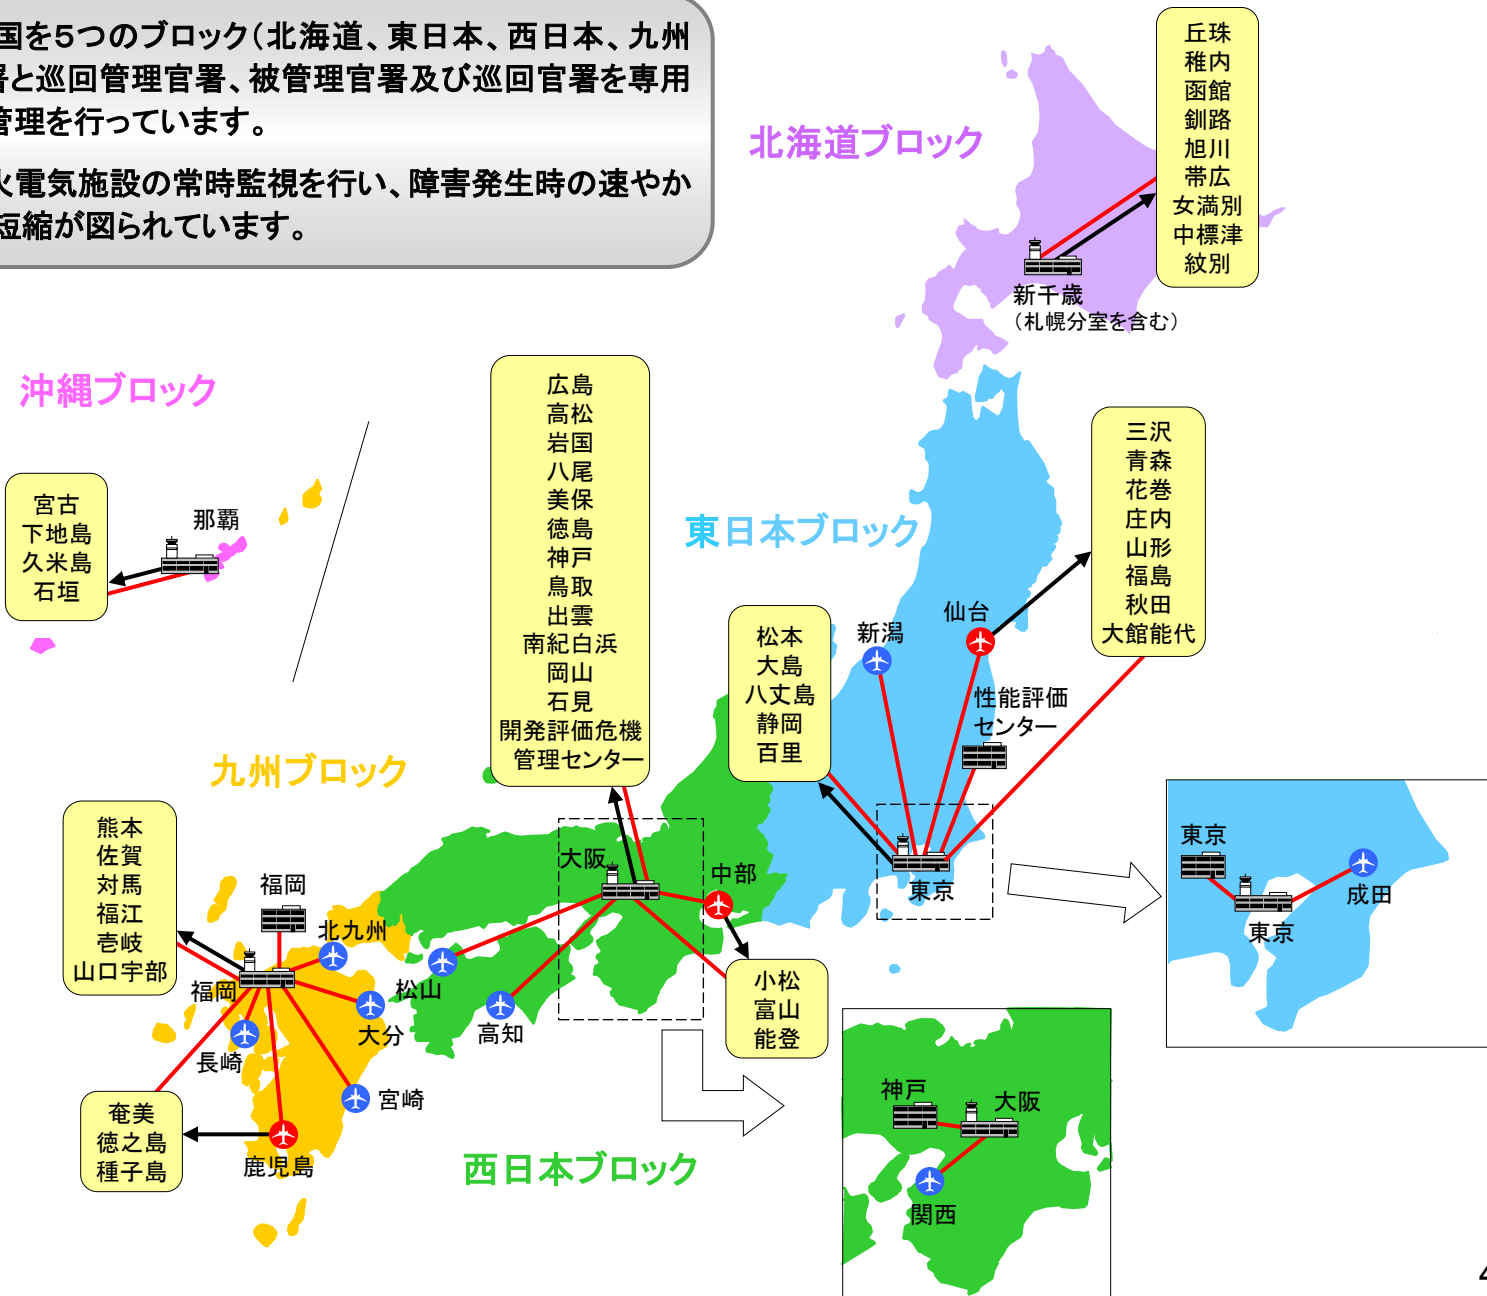 国を5つのブロック(北海道、東日本、西日本、九州
署と巡回管理官署、被管理官署及び巡回官署を専用
管理を行っています。
火電気施設の常時監視を行い、障害発生時の速やか
短縮が図られています。
北海道ブロック
丘珠
稚内
函館
釧路
旭川
帯広
女満別
中標津
紋別
新千歳
(札幌分室を含む)
沖縄ブロック
宮古
下地島
久米島
石垣
那覇
広島
高松
岩国
八尾
美保
徳島
神戸
鳥取
出雲
南紀白浜
岡山
石見
開発評価危機
管理センター
東日本ブロック
三沢
青森
花巻
庄内
山形
福島
秋田
大館能代
仙台
新潟
松本
大島
八丈島
静岡
百里
性能評価
センター
東京
九州ブロック
熊本
佐賀
対馬
福江
壱岐
山口宇部
福岡
北九州
福岡
長崎
大分
宮崎
鹿児島
奄美
徳之島
種子島
大阪
中部
松山
高知
小松
富山
能登
西日本ブロック
東京
成田
東京
神戸
大阪
関西